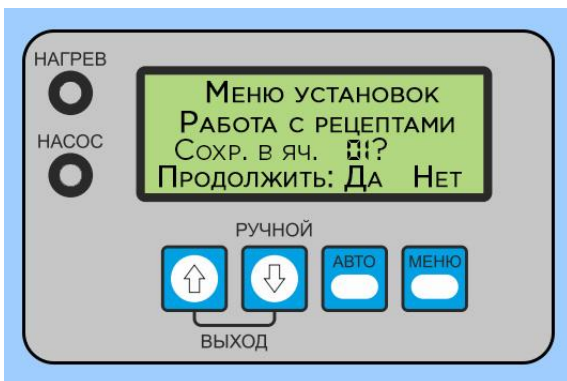 НАГРЕВ
НАСОС
Меню установок
Работа с рецептами
Сохр. в яч. 01?
Продолжить: Да Нет
РУЧНОЙ
АВТО
МЕНЮ
ВЫХОД